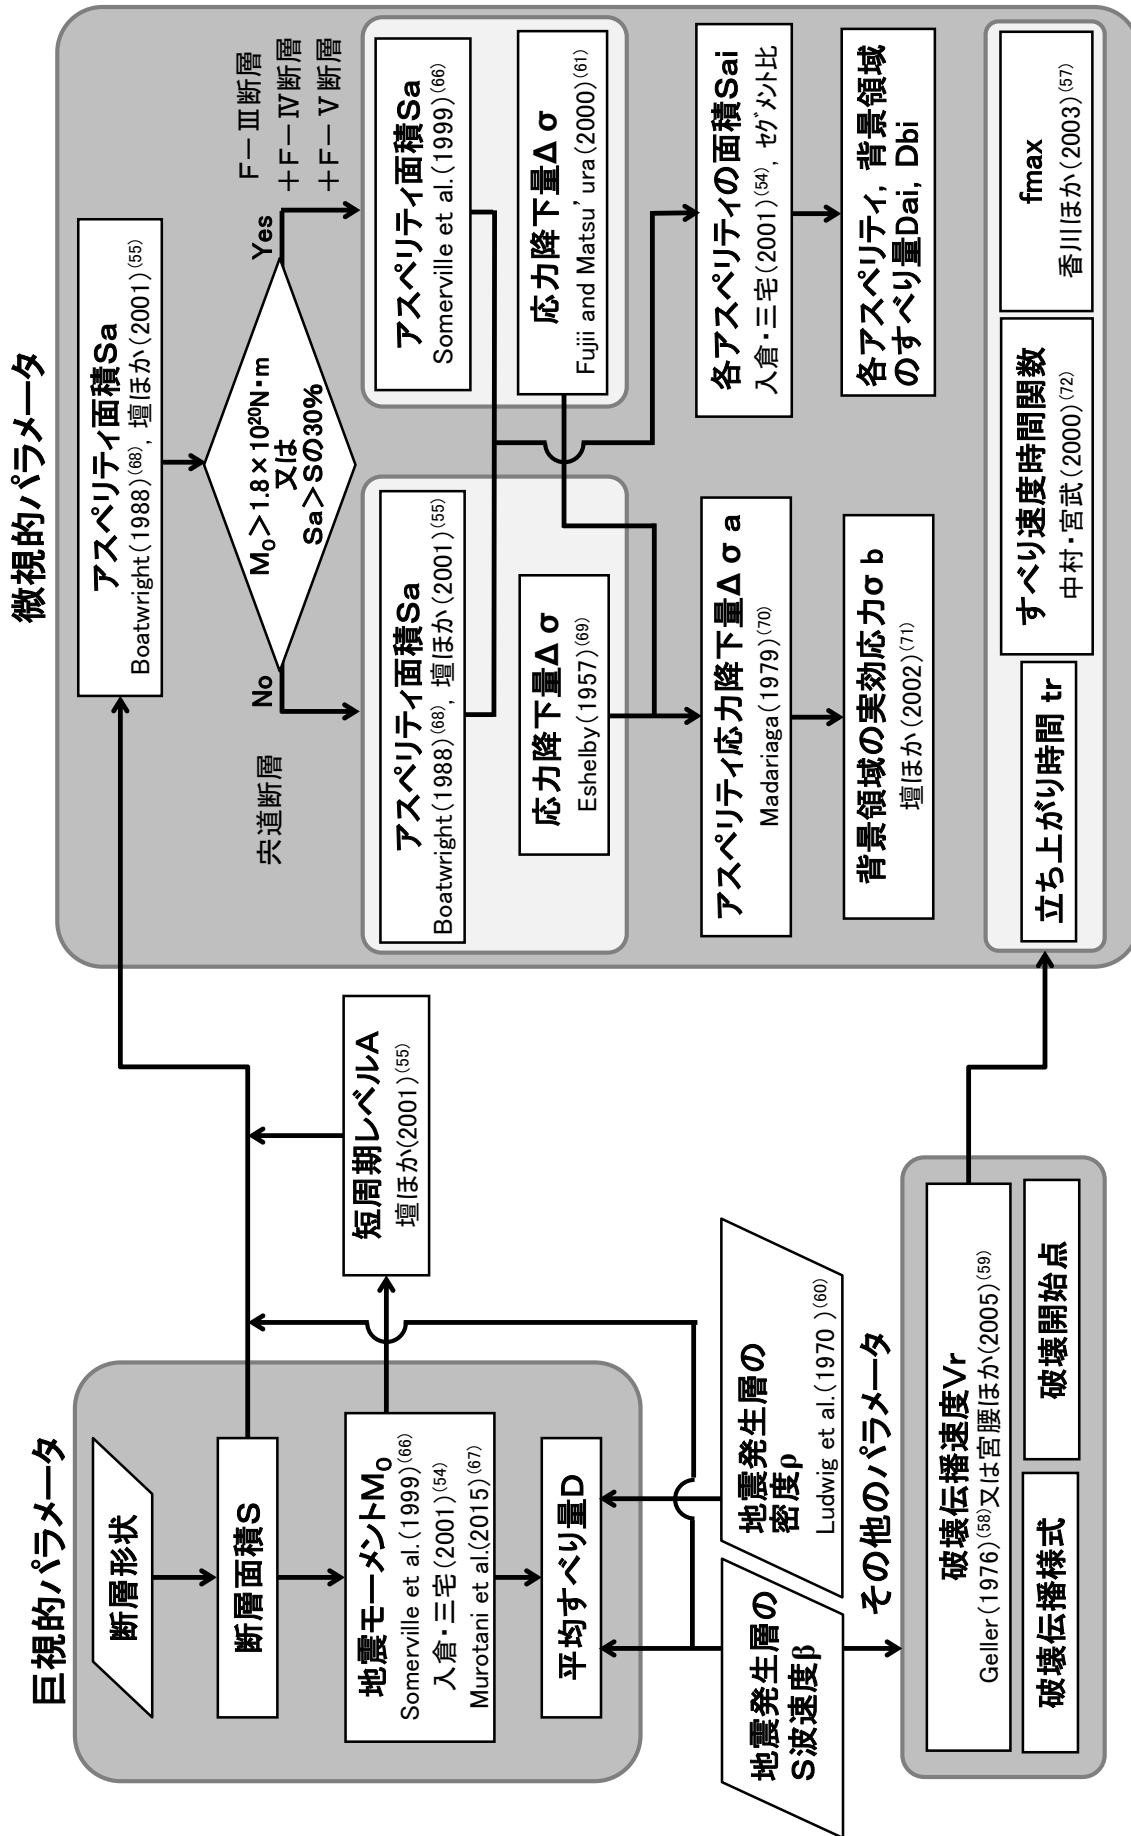 巨視的パラメータ
断層形状
断層面積S
地震モーメントM₀
Somerville et al.(1999)⁽⁶⁶⁾
入倉・三宅(2001)⁽⁵⁴⁾
Murotani et al.(2015)⁽⁶⁷⁾
平均すべり量D
地震発生層の
S波速度β
地震発生層の
密度ρ
Ludwig et al.(1970 )⁽⁶⁰⁾
短周期レベルA
壇ほか(2001)⁽⁵⁵⁾
その他のパラメータ
破壊伝播速度Vr
Geller(1976)⁽⁵⁸⁾又は宮腰ほか(2005)⁽⁵⁹⁾
破壊伝播様式
破壊開始点
微視的パラメータ
アスペリティ面積Sa
Boatwright(1988)⁽⁶⁸⁾, 壇ほか(2001)⁽⁵⁵⁾
M₀>1.8×10²⁰N・m
又は
Sa>Sの30%
No
Yes
宍道断層
F-Ⅲ断層
+F-Ⅳ断層
+F-Ⅴ断層
アスペリティ面積Sa
Boatwright(1988)⁽⁶⁸⁾, 壇ほか(2001)⁽⁵⁵⁾
応力降下量Δσ
Eshelby(1957)⁽⁶⁹⁾
アスペリティ面積Sa
Somerville et al.(1999)⁽⁶⁶⁾
応力降下量Δσ
Fujii and Matsu'ura(2000)⁽⁶¹⁾
アスペリティ応力降下量Δσa
Madariaga(1979)⁽⁷⁰⁾
背景領域の実効応力σb
壇ほか(2002)⁽⁷¹⁾
各アスペリティの面積Sai
入倉・三宅(2001)⁽⁵⁴⁾, セグメント比
各アスペリティ, 背景領域
のすべり量Dai, Dbi
立ち上がり時間 tr
すべり速度時間関数
中村・宮武(2000)⁽⁷²⁾
fmax
香川ほか(2003)⁽⁵⁷⁾